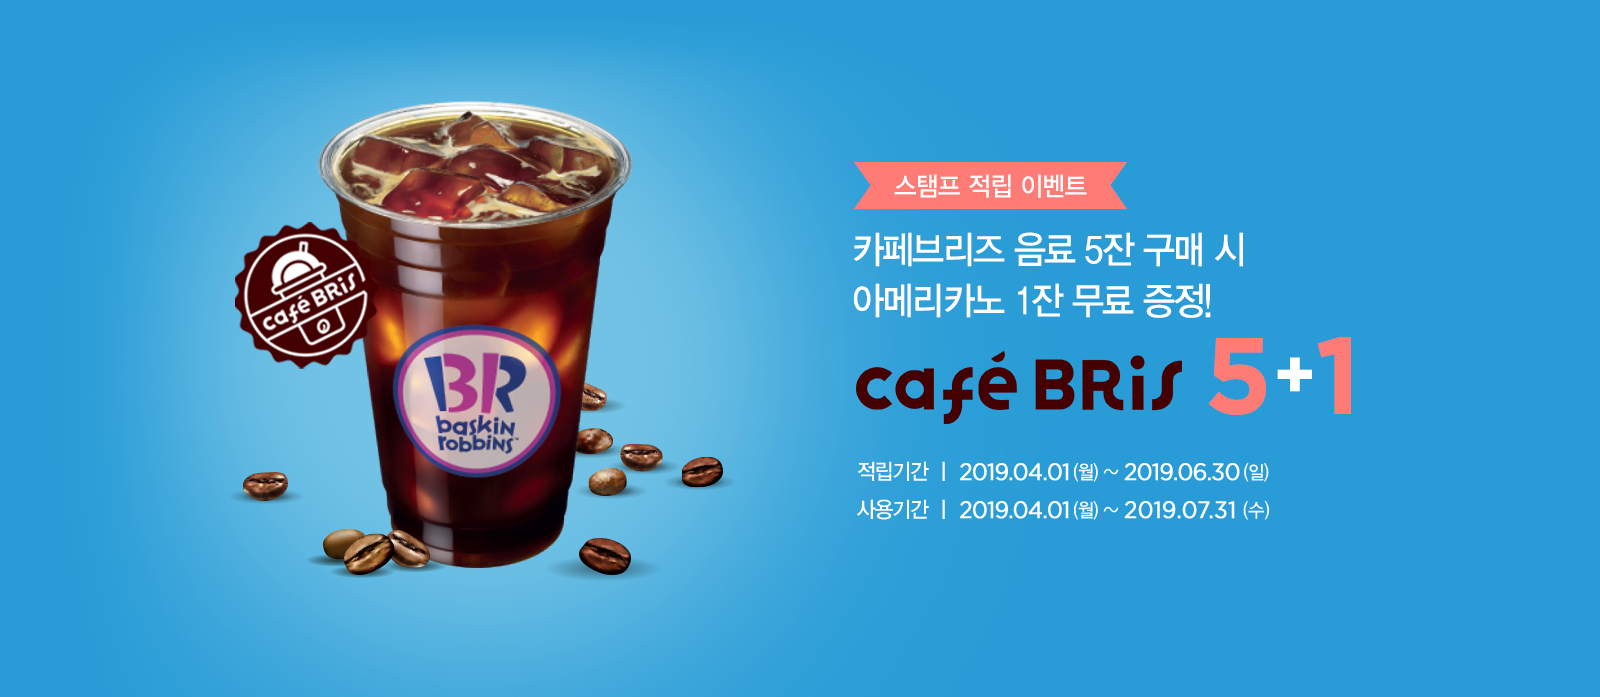 café BRiS
BR
baskin
robbins™
스탬프 적립 이벤트
카페브리즈 음료 5잔 구매 시
아메리카노 1잔 무료 증정!
café BRiS 5+1
적립기간 | 2019.04.01(월) ~ 2019.06.30(일)
사용기간 | 2019.04.01(월) ~ 2019.07.31 (수)